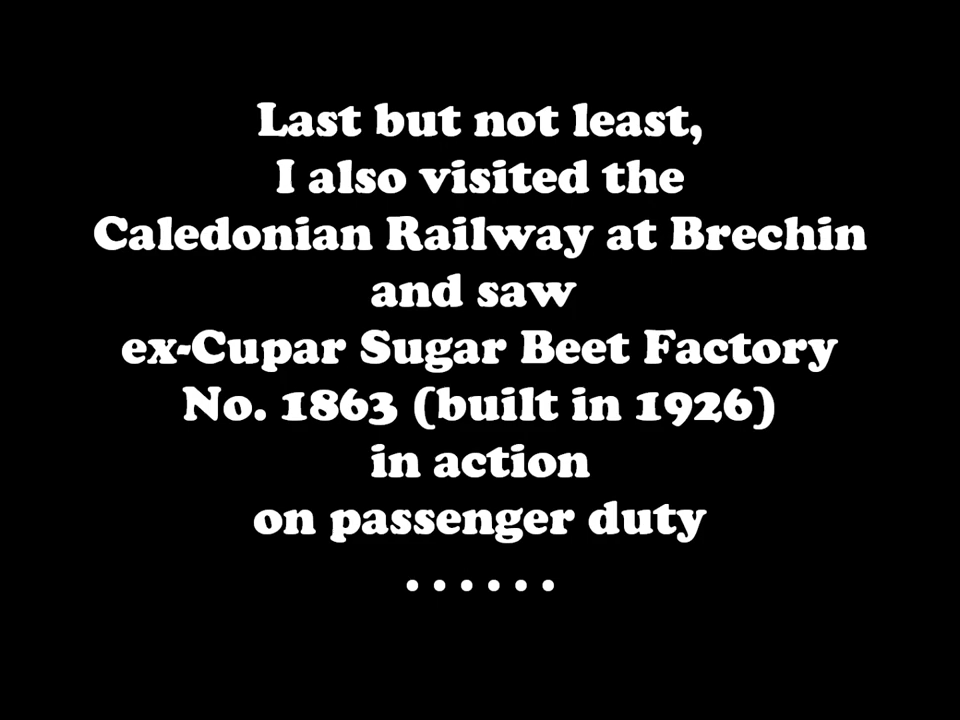 Last but not least,
I also visited the
Caledonian Railway at Brechin
and saw
ex-Cupar Sugar Beet Factory
No. 1863 (built in 1926)
in action
on passenger duty
. . . . . .